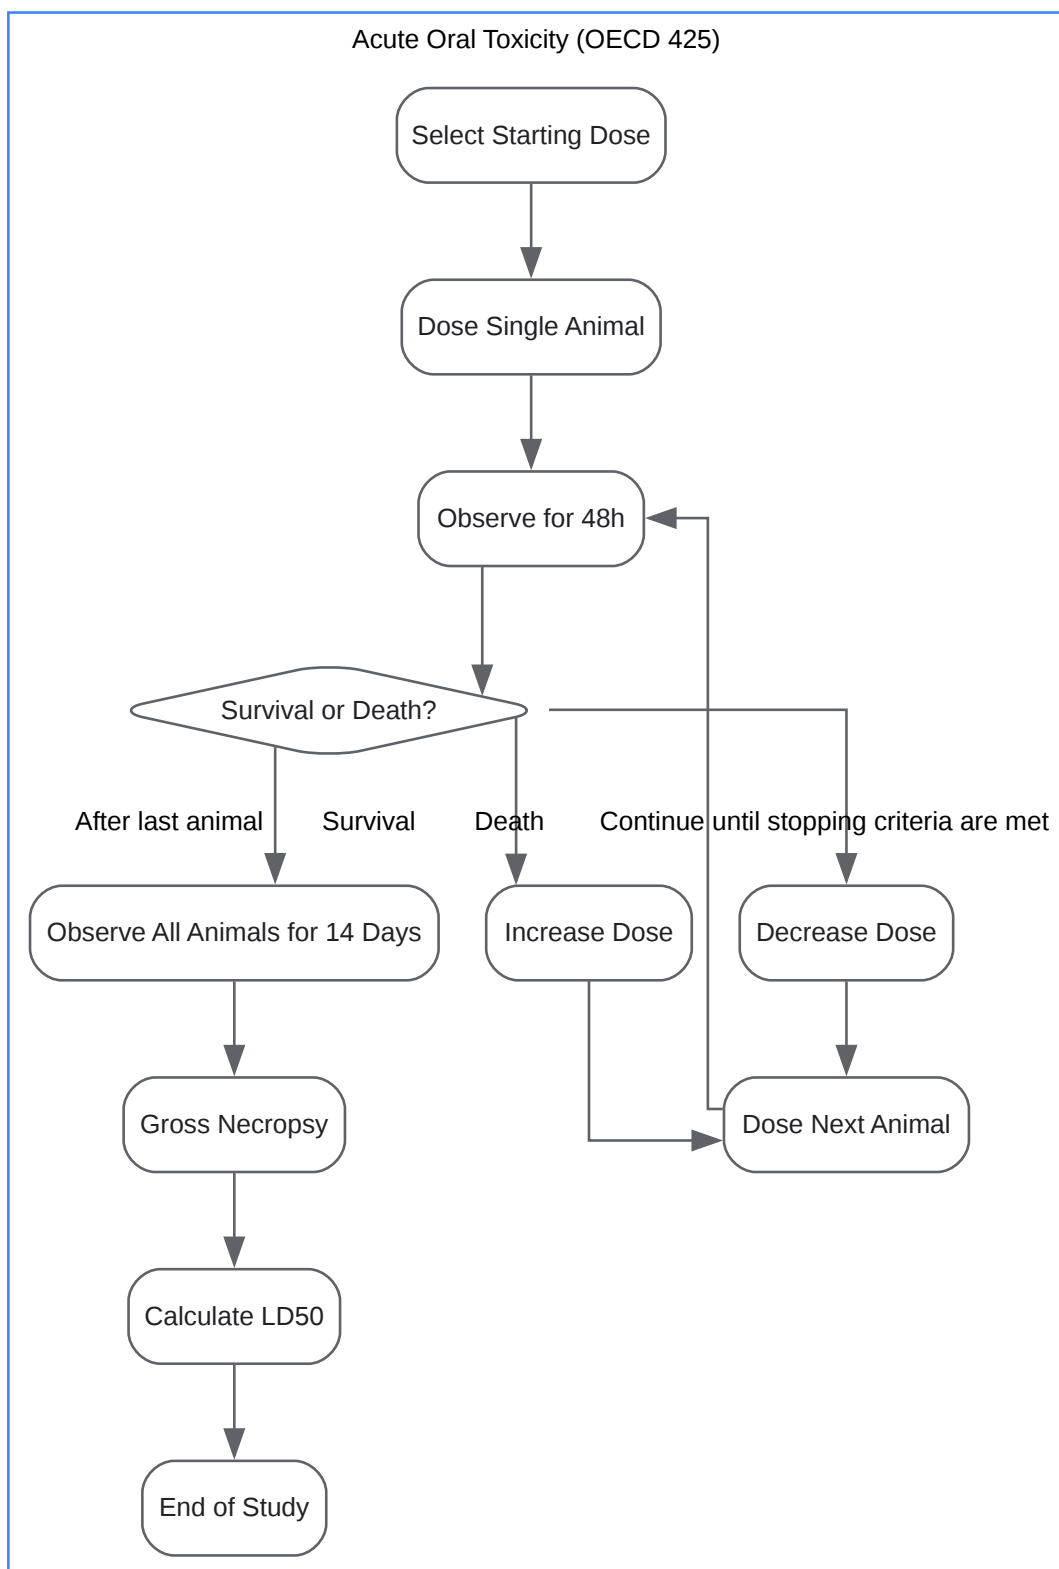 Acute Oral Toxicity (OECD 425)
Select Starting Dose
Dose Single Animal
Observe for 48h
Survival or Death?
After last animal
Survival
Death
Continue until stopping criteria are met
Observe All Animals for 14 Days
Increase Dose
Decrease Dose
Gross Necropsy
Dose Next Animal
Calculate LD50
End of Study